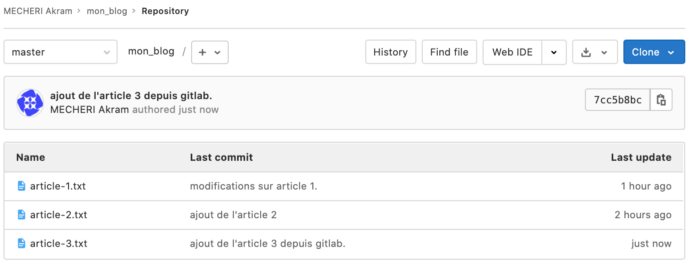 MECHERI Akram > mon_blog > Repository
master mon_blog / + History Find file Web IDE Clone
ajout de l'article 3 depuis gitlab.
MECHERI Akram authored just now
7cc5b8bc
Name Last commit Last update
article-1.txt modifications sur article 1. 1 hour ago
article-2.txt ajout de l'article 2 2 hours ago
article-3.txt ajout de l'article 3 depuis gitlab. just now